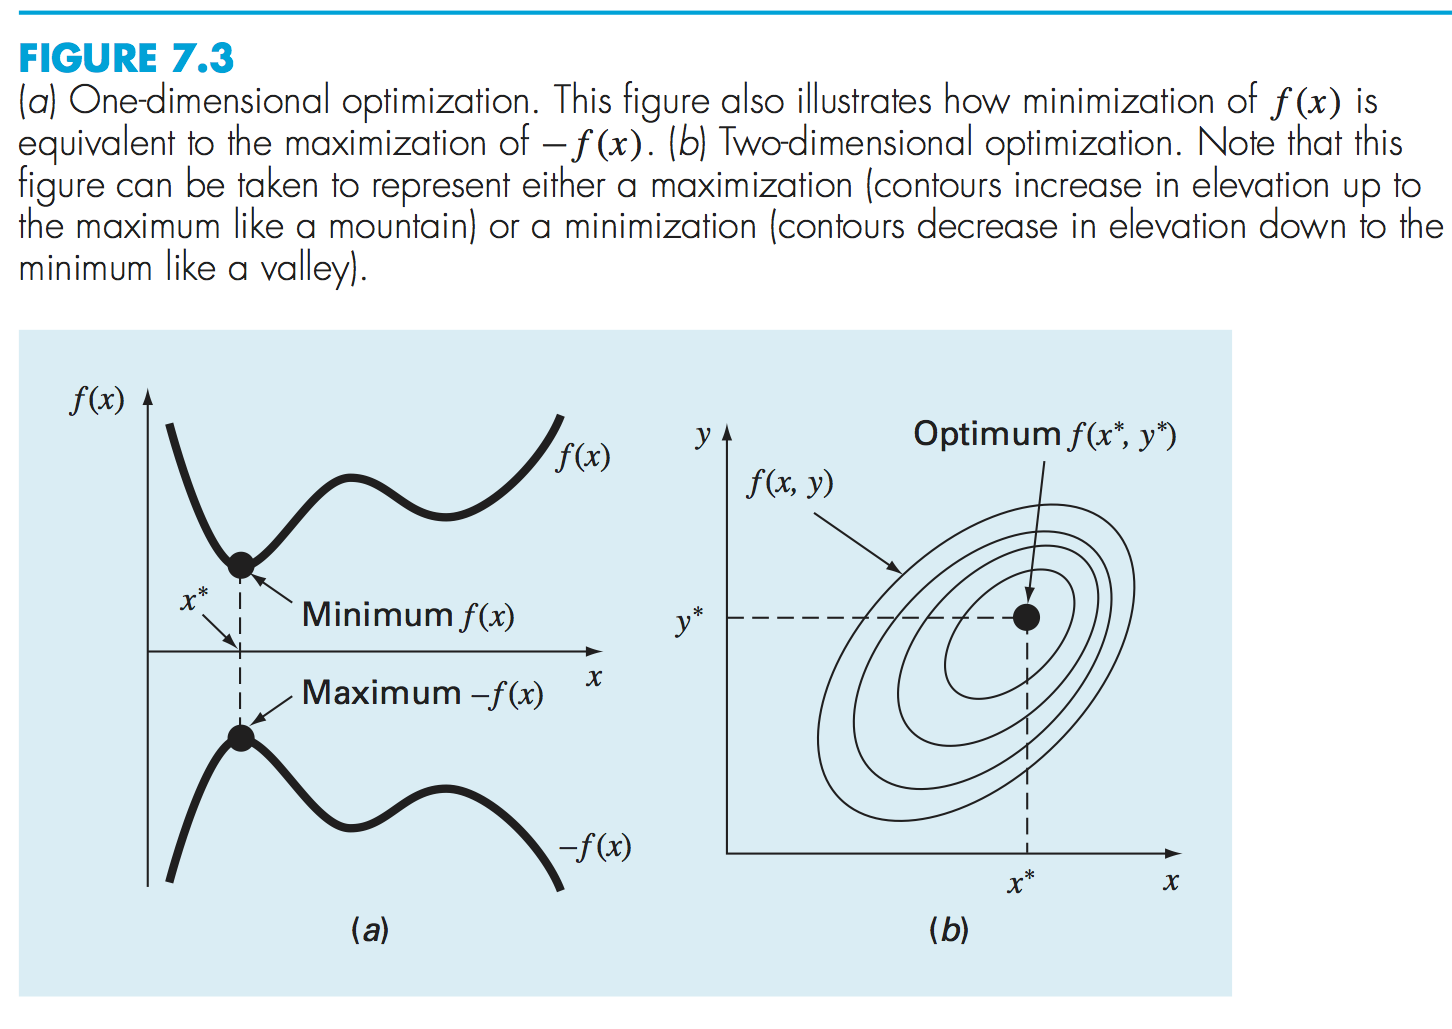 FIGURE 7.3
(a) One-dimensional optimization. This figure also illustrates how minimization of f(x) is
equivalent to the maximization of −f(x). (b) Two-dimensional optimization. Note that this
figure can be taken to represent either a maximization (contours increase in elevation up to
the maximum like a mountain) or a minimization (contours decrease in elevation down to the
minimum like a valley).
f(x)
f(x)
x*
Minimum f(x)
x
Maximum –f(x)
–f(x)
(a)
y
Optimum f(x*, y*)
f(x, y)
y*
x*
x
(b)